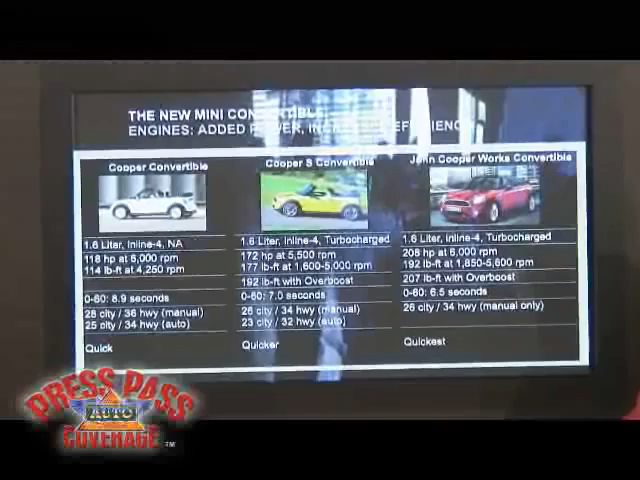 THE NEW MINI CONVERTIBLE
ENGINES: ADDED POWER, INCREASED EFFICIENCY
Cooper Convertible
1.6 Liter, Inline-4, NA
118 hp at 6,000 rpm
114 lb-ft at 4,250 rpm
0-60: 8.9 seconds
28 city / 36 hwy (manual)
25 city / 34 hwy (auto)
Quick
Cooper S Convertible
1.6 Liter, Inline-4, Turbocharged
172 hp at 5,500 rpm
177 lb-ft at 1,600-5,000 rpm
192 lb-ft with Overboost
0-60: 7.0 seconds
26 city / 34 hwy (manual)
23 city / 32 hwy (auto)
Quicker
John Cooper Works Convertible
1.6 Liter, Inline-4, Turbocharged
208 hp at 6,000 rpm
192 lb-ft at 1,850-5,600 rpm
207 lb-ft with Overboost
0-60: 6.5 seconds
26 city / 34 hwy (manual only)
Quickest
PRESS PASS
AUTO
COVERAGE
TM